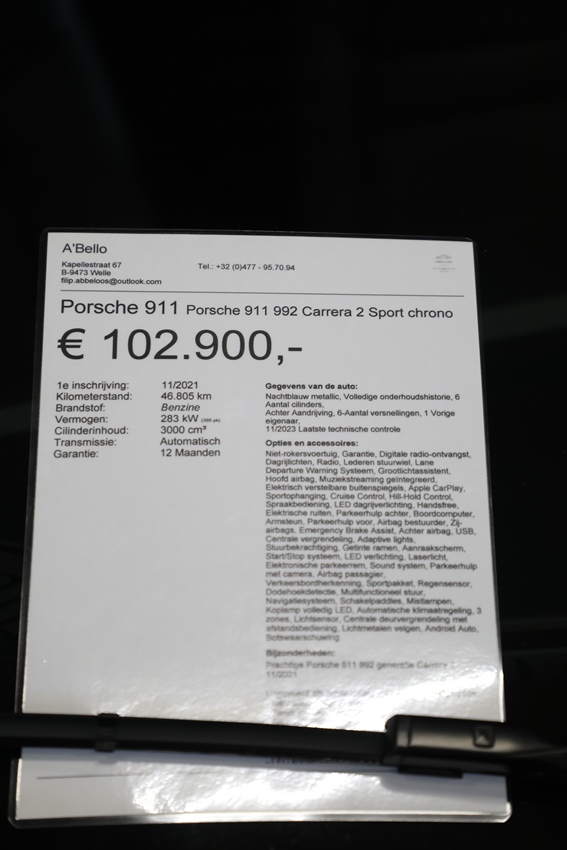 A'Bello
Kapellestraat 67
B-9473 Welle
filip.abbeloos@outlook.com
Tel.: +32 (0)477 - 95.70.94
Porsche 911 Porsche 911 992 Carrera 2 Sport chrono
€ 102.900,-
1e inschrijving: 11/2021
Kilometerstand: 46.805 km
Brandstof: Benzine
Vermogen: 283 kW
Cilinderinhoud: 3000 cm³
Transmissie: Automatisch
Garantie: 12 Maanden
Gegevens van de auto:
Nachtblauw metallic, Volledige onderhoudshistorie, 6
Aantal cilinders,
Achter Aandrijving, 6-Aantal versnellingen, 1 Vorige
eigenaar,
11/2023 Laatste technische controle
Opties en accessoires:
Niet-rokersvoertuig, Garantie, Digitale radio-ontvangst,
Dagrijlichten, Radio, Lederen stuurwiel, Lane
Departure Warning Systeem, Grootlichtassistent,
Hoofd airbag, Muziekstreaming geïntegreerd,
Elektrisch verstelbare buitenspiegels, Apple CarPlay,
Sportophanging, Cruise Control, Hill-Hold Control,
Spraakbediening, LED dagrijverlichting, Handsfree,
Elektrische ruiten, Parkeerhulp achter, Boordcomputer,
Armsteun, Parkeerhulp voor, Airbag bestuurder, Zij-
airbags, Emergency Brake Assist, Achter airbag, USB,
Centrale vergrendeling, Adaptive lights,
Stuurbekrachtiging, Getinte ramen, Aanraakscherm,
Start/Stop systeem, LED verlichting, Laserlicht,
Elektronische parkeerrem, Sound system, Parkeerhulp
met camera, Airbag passagier,
Verkeersbordherkenning, Sportpakket, Regensensor,
Dodehoekdetectie, Multifunctioneel stuur,
Navigatiesysteem, Schakelpaddles, Mistlampen,
Koplamp volledig LED, Automatische klimaatregeling, 3
zones, Lichtsensor, Centrale deurvergrendeling met
afstandsbediening, Lichtmetalen velgen, Android Auto,
Botswaarschuwing
Bijzonderheden:
Prachtige Porsche 911 992 generatie Carrera 2
11/2021